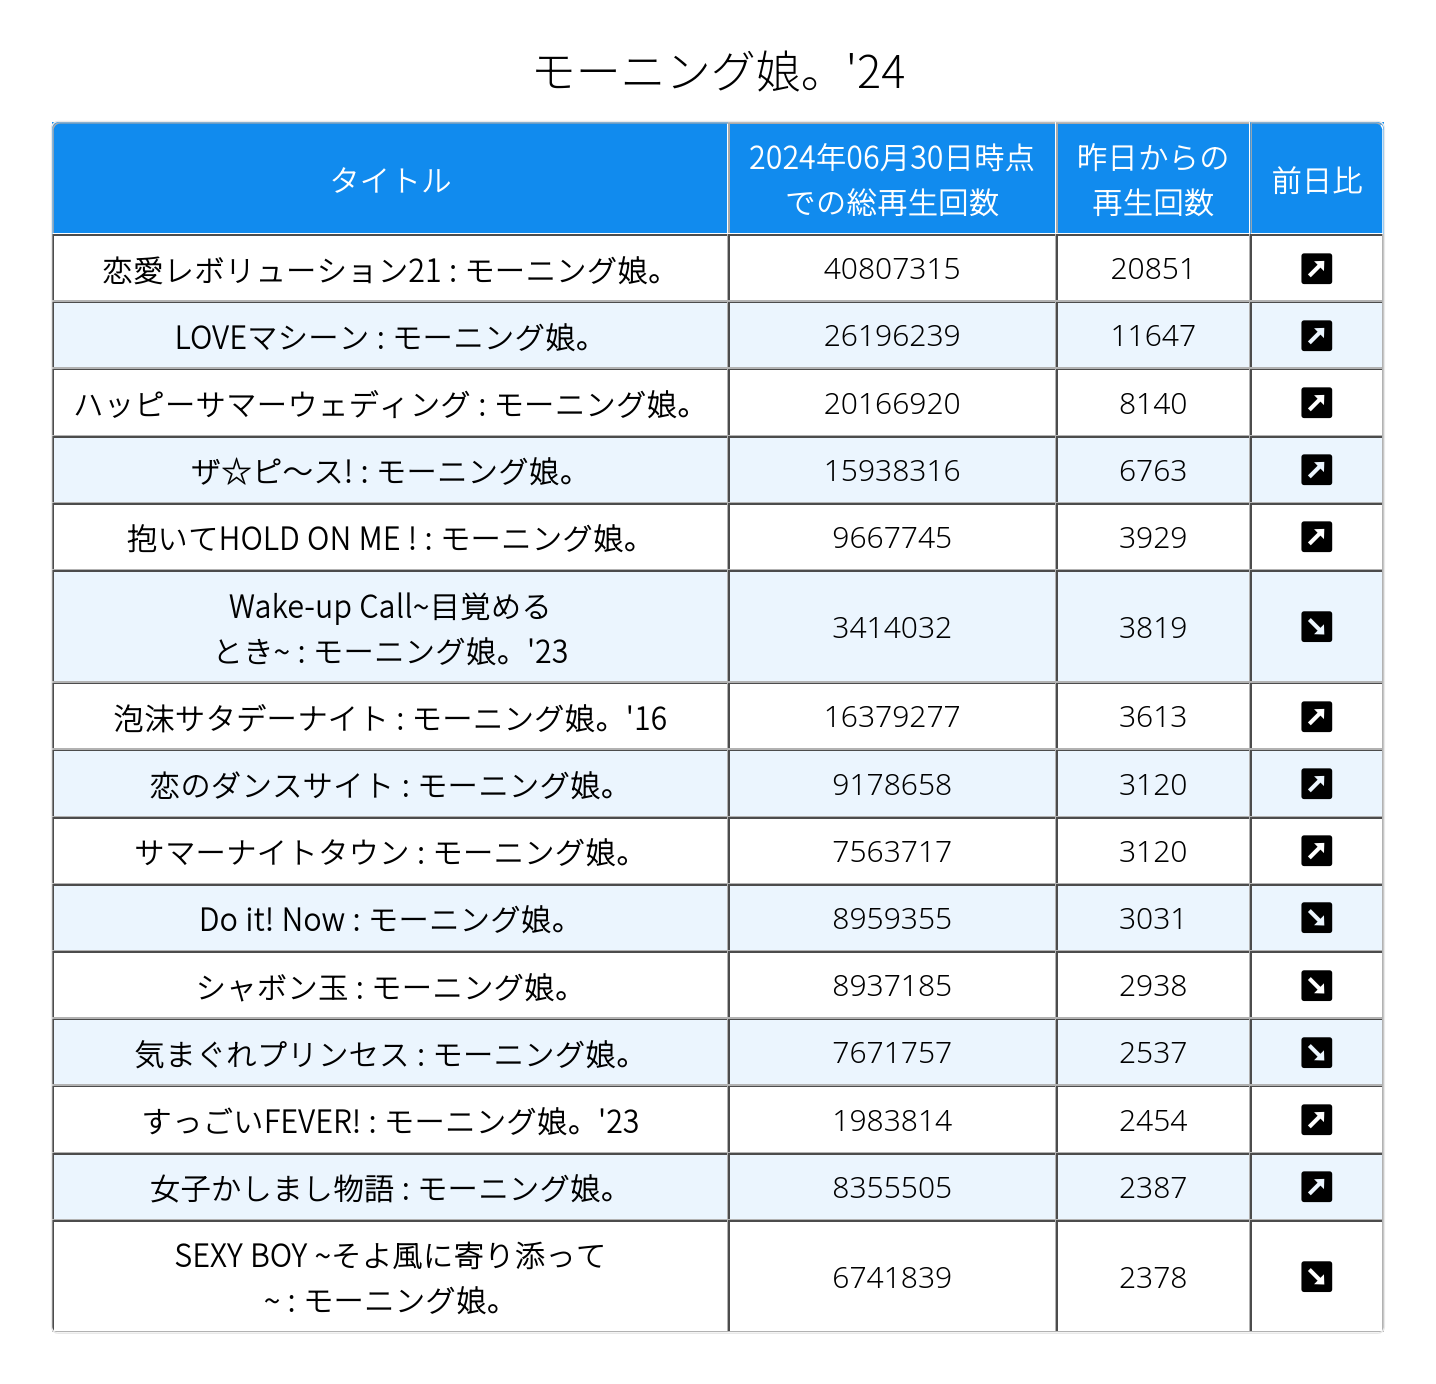 モーニング娘。'24
タイトル
2024年06月30日時点
での総再生回数
昨日からの
再生回数
前日比
恋愛レボリューション21 : モーニング娘。 40807315 20851 ↗
LOVEマシーン : モーニング娘。 26196239 11647 ↗
ハッピーサマーウェディング : モーニング娘。 20166920 8140 ↗
ザ☆ピ〜ス! : モーニング娘。 15938316 6763 ↗
抱いてHOLD ON ME ! : モーニング娘。 9667745 3929 ↗
Wake-up Call~目覚める
とき~ : モーニング娘。'23 3414032 3819 ↘
泡沫サタデーナイト : モーニング娘。'16 16379277 3613 ↗
恋のダンスサイト : モーニング娘。 9178658 3120 ↗
サマーナイトタウン : モーニング娘。 7563717 3120 ↗
Do it! Now : モーニング娘。 8959355 3031 ↘
シャボン玉 : モーニング娘。 8937185 2938 ↘
気まぐれプリンセス : モーニング娘。 7671757 2537 ↘
すっごいFEVER! : モーニング娘。'23 1983814 2454 ↗
女子かしまし物語 : モーニング娘。 8355505 2387 ↗
SEXY BOY ~そよ風に寄り添って
~ : モーニング娘。 6741839 2378 ↘